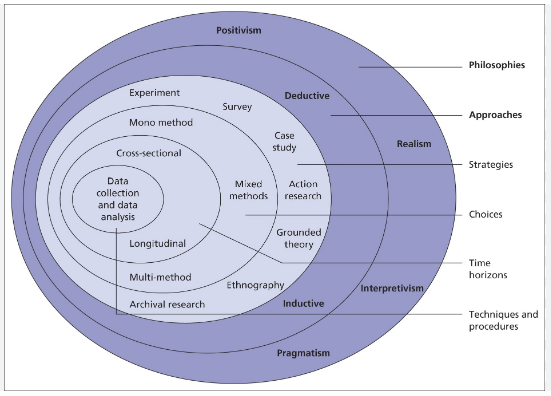 Positivism
Philosophies
Experiment
Deductive
Survey
Approaches
Mono method
Case
study
Realism
Cross-sectional
Strategies
Data
collection
and data
analysis
Mixed
methods
Action
research
Choices
Grounded
theory
Longitudinal
Time
horizons
Multi-method
Ethnography
Interpretivism
Archival research
Inductive
Techniques and
procedures
Pragmatism